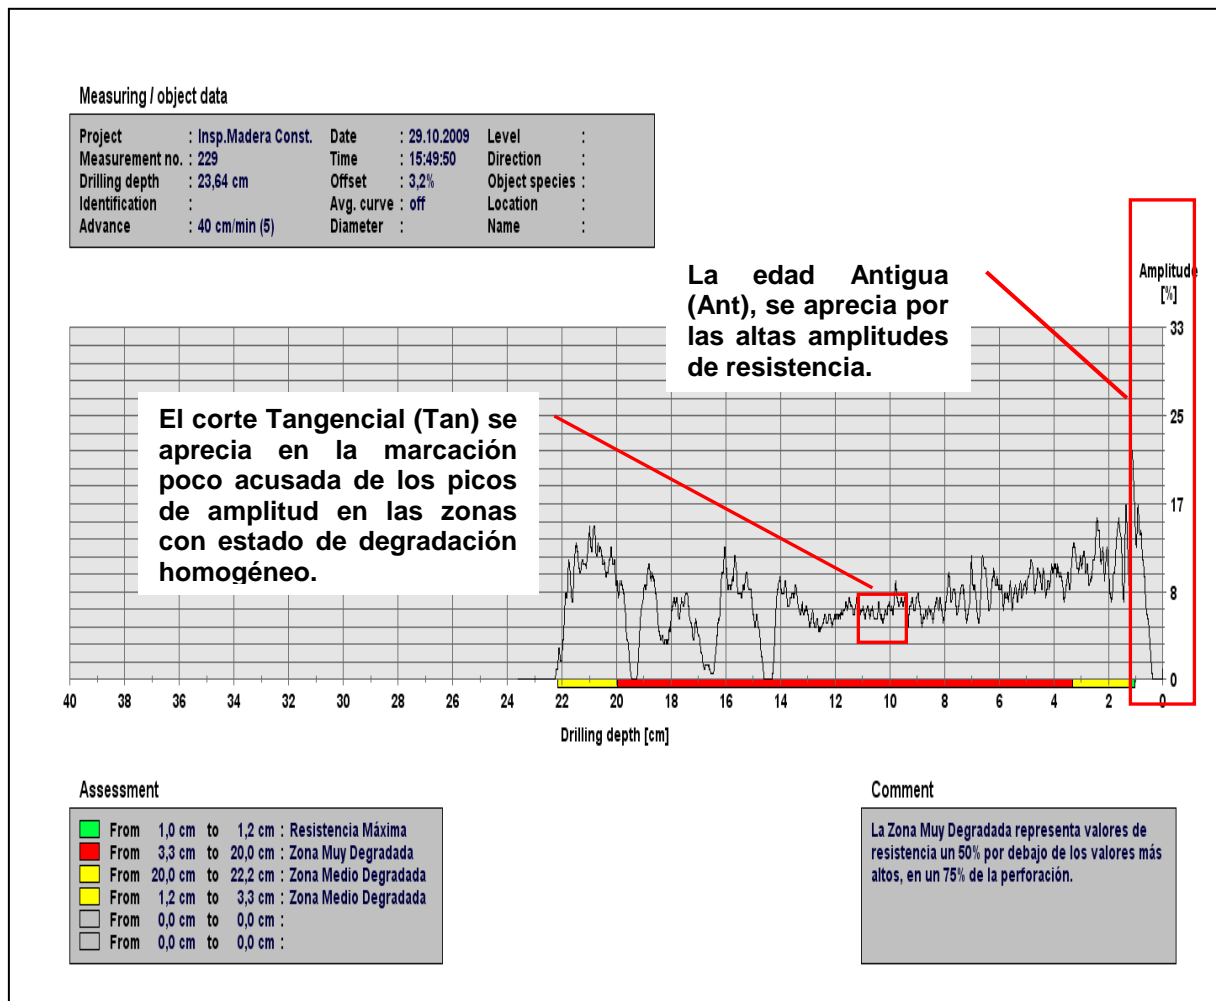 Measuring / object data
Project : Insp.Madera Const. Date : 29.10.2009 Level :
Measurement no. : 229 Time : 15:49:50 Direction :
Drilling depth : 23,64 cm Offset : 3,2% Object species :
Identification : Avg. curve : off Location :
Advance : 40 cm/min (5) Diameter : Name :
La edad Antigua
(Ant), se aprecia por
las altas amplitudes
de resistencia.
Amplitude
[%]
33
25
17
8
0
El corte Tangencial (Tan) se
aprecia en la marcación
poco acusada de los picos
de amplitud en las zonas
con estado de degradación
homogéneo.
40 38 36 34 32 30 28 26 24 22 20 18 16 14 12 10 8 6 4 2 0
Drilling depth [cm]
Assessment
From 1,0 cm to 1,2 cm : Resistencia Máxima
From 3,3 cm to 20,0 cm : Zona Muy Degradada
From 20,0 cm to 22,2 cm : Zona Medio Degradada
From 1,2 cm to 3,3 cm : Zona Medio Degradada
From 0,0 cm to 0,0 cm :
From 0,0 cm to 0,0 cm :
Comment
La Zona Muy Degradada representa valores de
resistencia un 50% por debajo de los valores más
altos, en un 75% de la perforación.